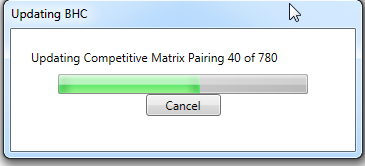 Updating BHC
Updating Competitive Matrix Pairing 40 of 780
Cancel